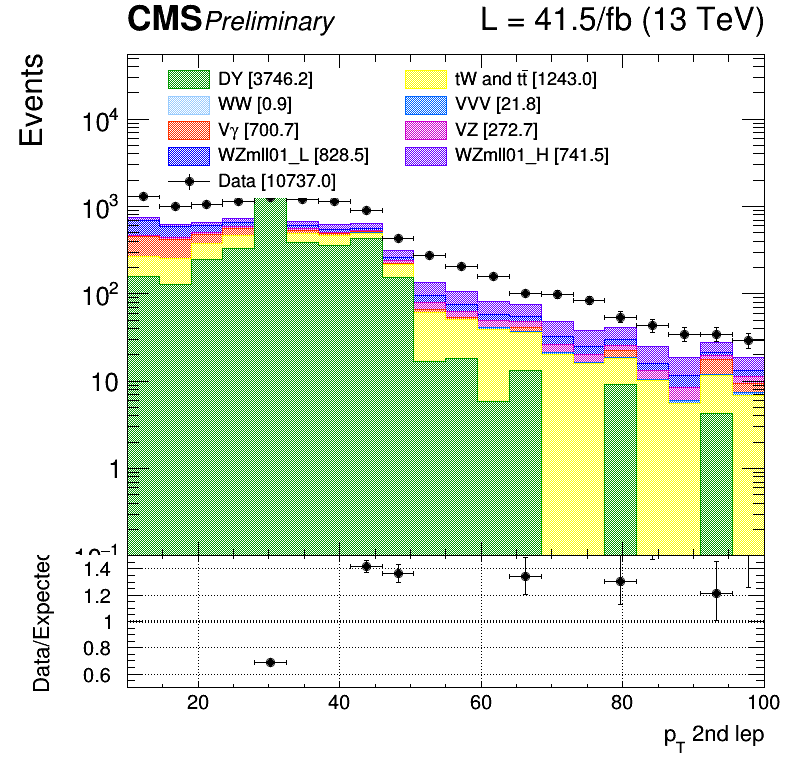 CMS Preliminary L = 41.5/fb (13 TeV)
Events
DY [3746.2] tW and tt̄ [1243.0]
WW [0.9] VVV [21.8]
Vγ [700.7] VZ [272.7]
WZmll01_L [828.5] WZmll01_H [741.5]
Data [10737.0]
10⁴
10³
10²
10
1
10⁻¹
Data/Expected
1.4
1.2
1
0.8
0.6
20 40 60 80 100
p_T 2nd lep